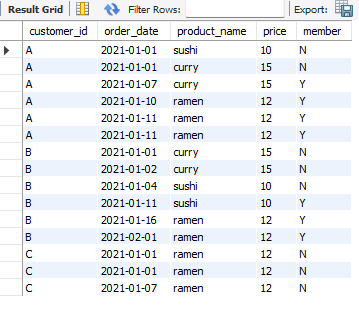 Result Grid Filter Rows: Export:
customer_id order_date product_name price member
A 2021-01-01 sushi 10 N
A 2021-01-01 curry 15 N
A 2021-01-07 curry 15 Y
A 2021-01-10 ramen 12 Y
A 2021-01-11 ramen 12 Y
A 2021-01-11 ramen 12 Y
B 2021-01-01 curry 15 N
B 2021-01-02 curry 15 N
B 2021-01-04 sushi 10 N
B 2021-01-11 sushi 10 Y
B 2021-01-16 ramen 12 Y
B 2021-02-01 ramen 12 Y
C 2021-01-01 ramen 12 N
C 2021-01-01 ramen 12 N
C 2021-01-07 ramen 12 N